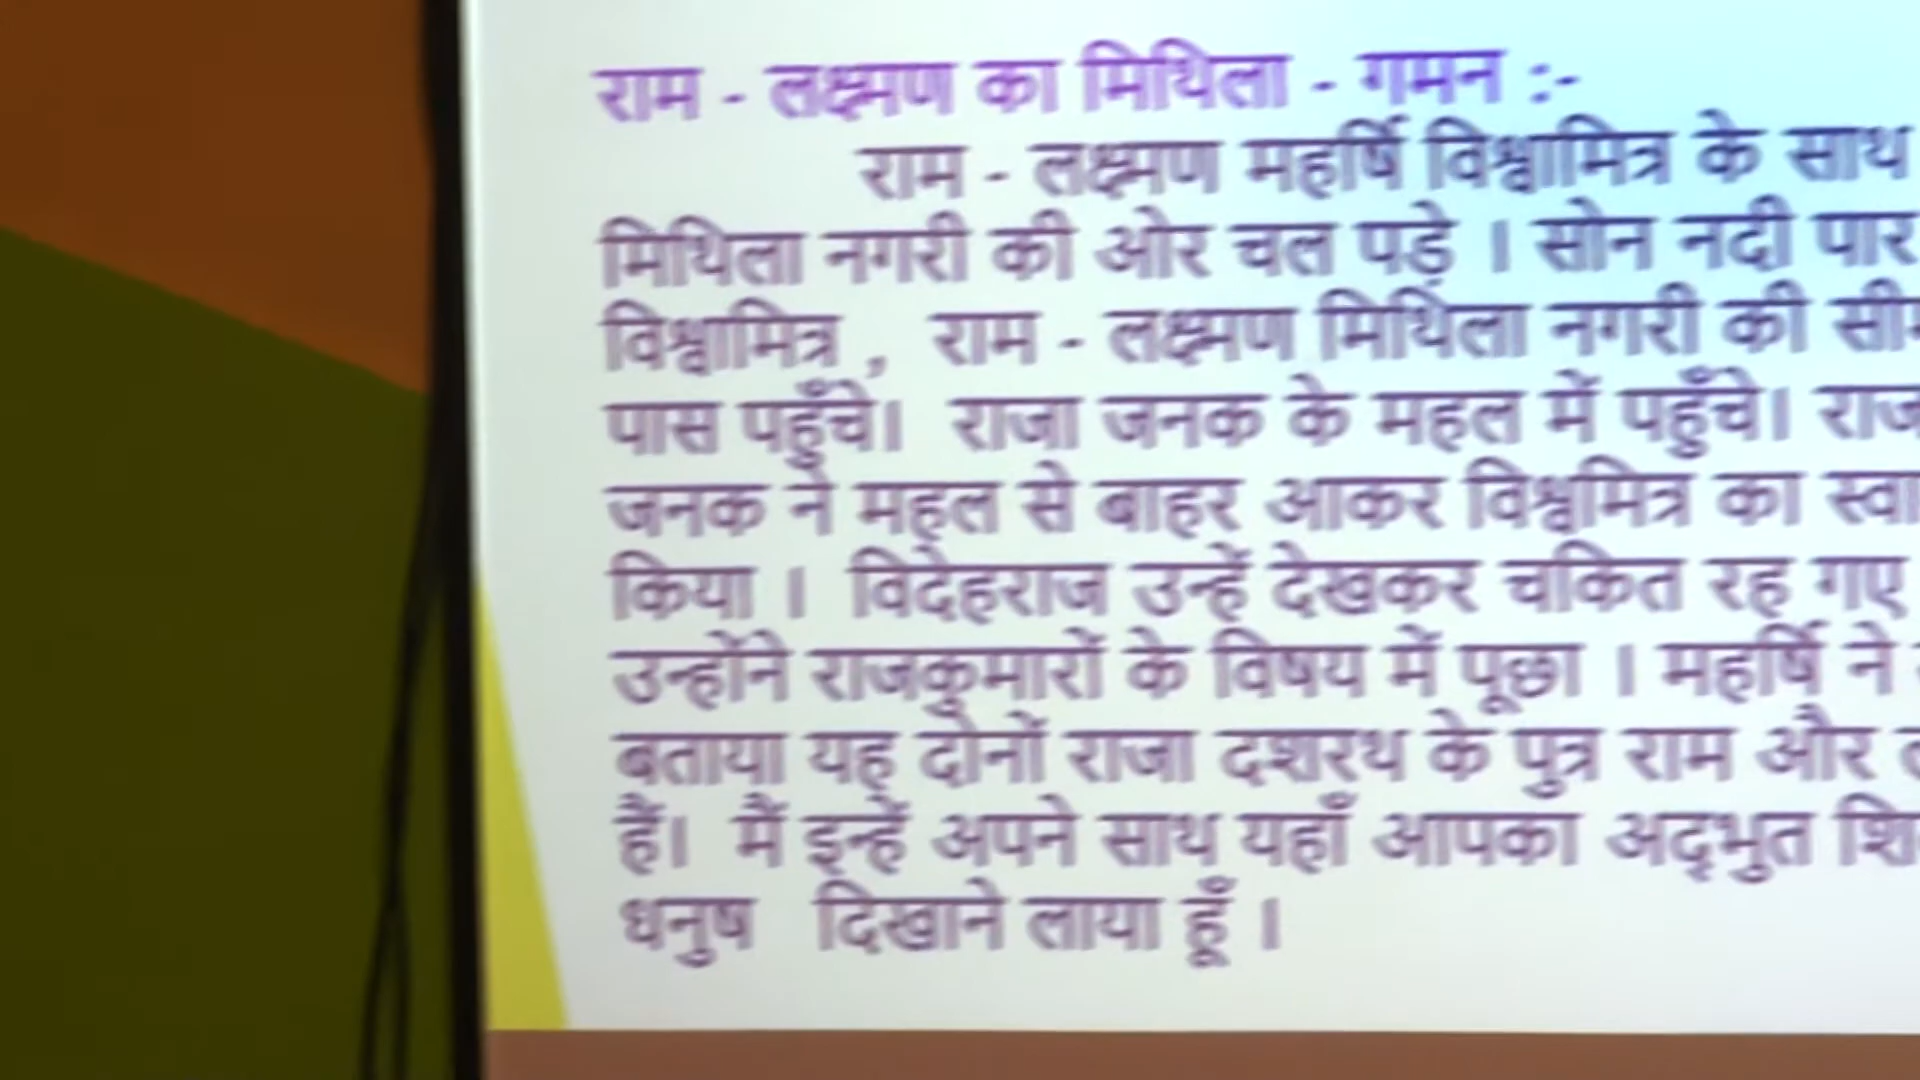 राम - लक्ष्मण का मिथिला - गमन :-
राम - लक्ष्मण महर्षि विश्वामित्र के साथ
मिथिला नगरी की ओर चल पड़े । सोन नदी पार
विश्वामित्र , राम - लक्ष्मण मिथिला नगरी की
पास पहुँचे। राजा जनक के महल में पहुँचे।
जनक ने महल से बाहर आकर विश्वमित्र का
किया । विदेहराज उन्हें देखकर चकित रह गए
उन्होंने राजकुमारों के विषय में पूछा । महर्षि ने
बताया यह दोनों राजा दशरथ के पुत्र राम और
हैं। मैं इन्हें अपने साथ यहाँ आपका अद्भुत
धनुष दिखाने लाया हूँ ।